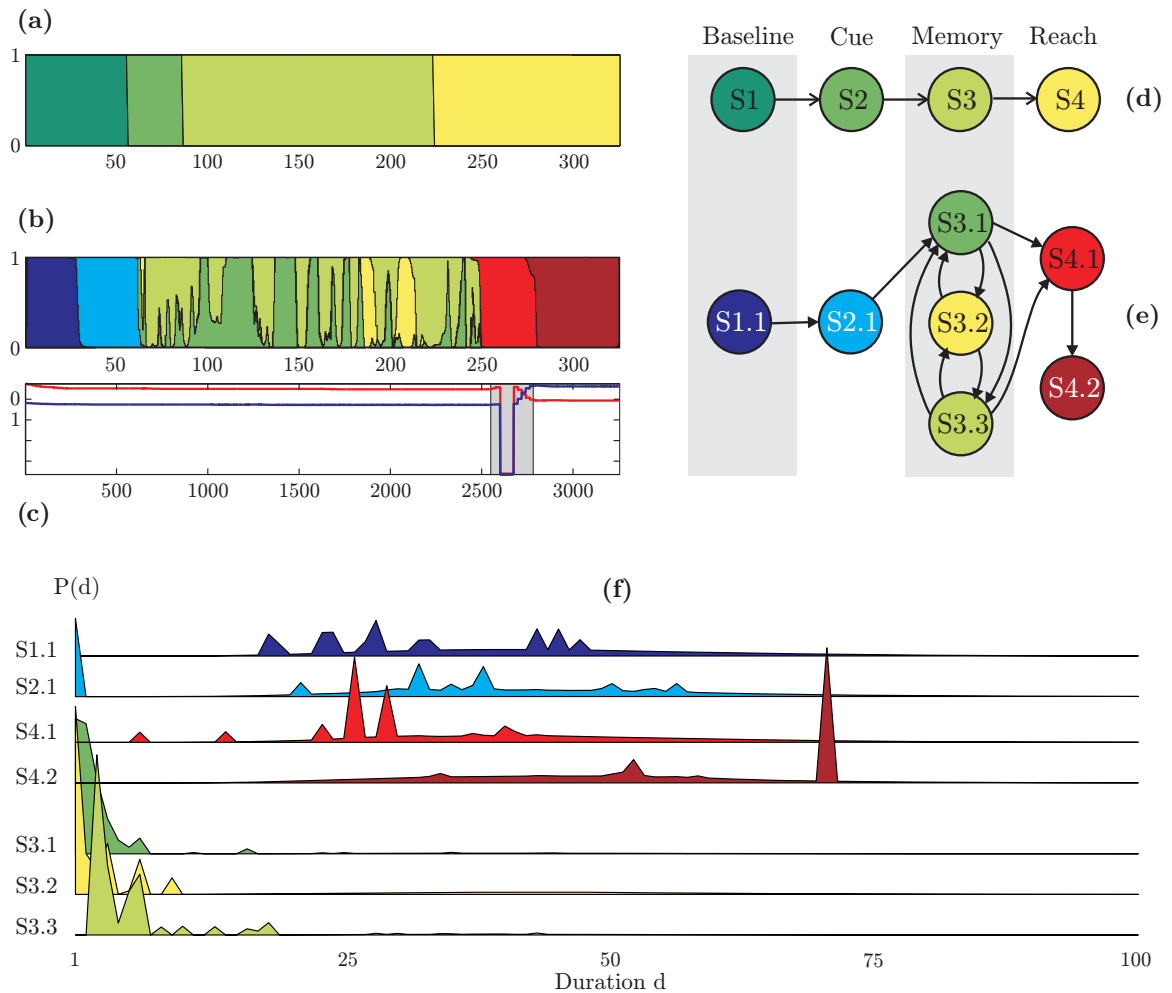 (a)
1
0
50 100 150 200 250 300
(b)
1
0
50 100 150 200 250 300
0
1
500 1000 1500 2000 2500 3000
(c)
Baseline Cue Memory Reach
S1 S2 S3 S4
(d)
S3.1
S4.1
S1.1 S2.1 S3.2
(e)
S4.2
S3.3
P(d)
(f)
S1.1
S2.1
S4.1
S4.2
S3.1
S3.2
S3.3
1 25 50 75 100
Duration d